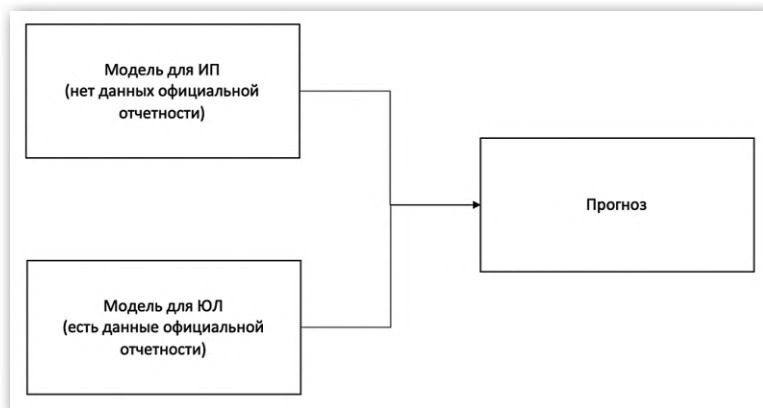 Модель для ИП
(нет данных официальной
отчетности)
Прогноз
Модель для ЮЛ
(есть данные официальной
отчетности)